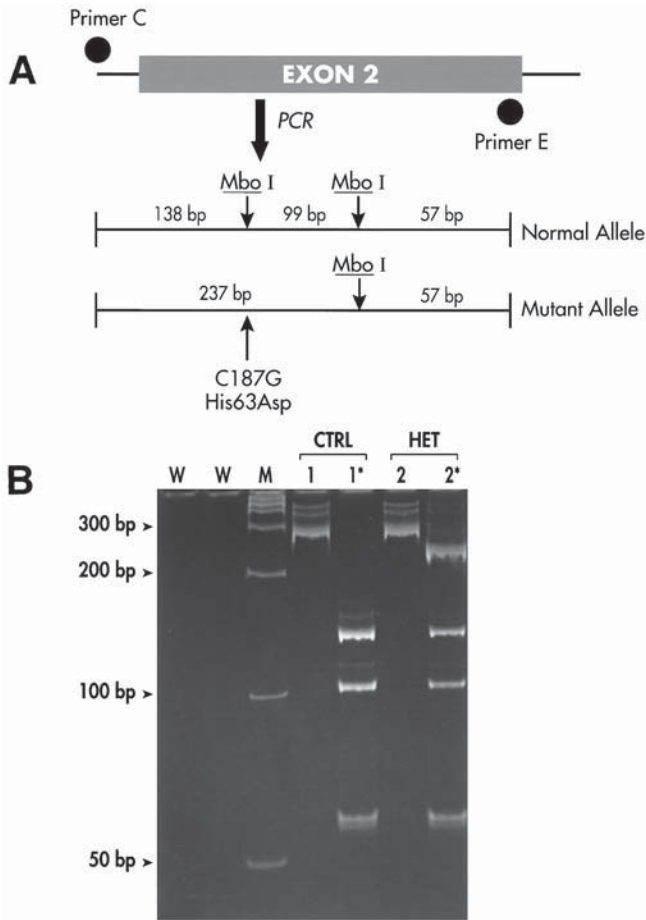 Primer C
A
EXON 2
PCR
Primer E
Mbo I Mbo I
138 bp 99 bp 57 bp
Normal Allele
Mbo I
237 bp 57 bp
Mutant Allele
C187G
His63Asp
B
CTRL HET
W W M 1 1* 2 2*
300 bp
200 bp
100 bp
50 bp